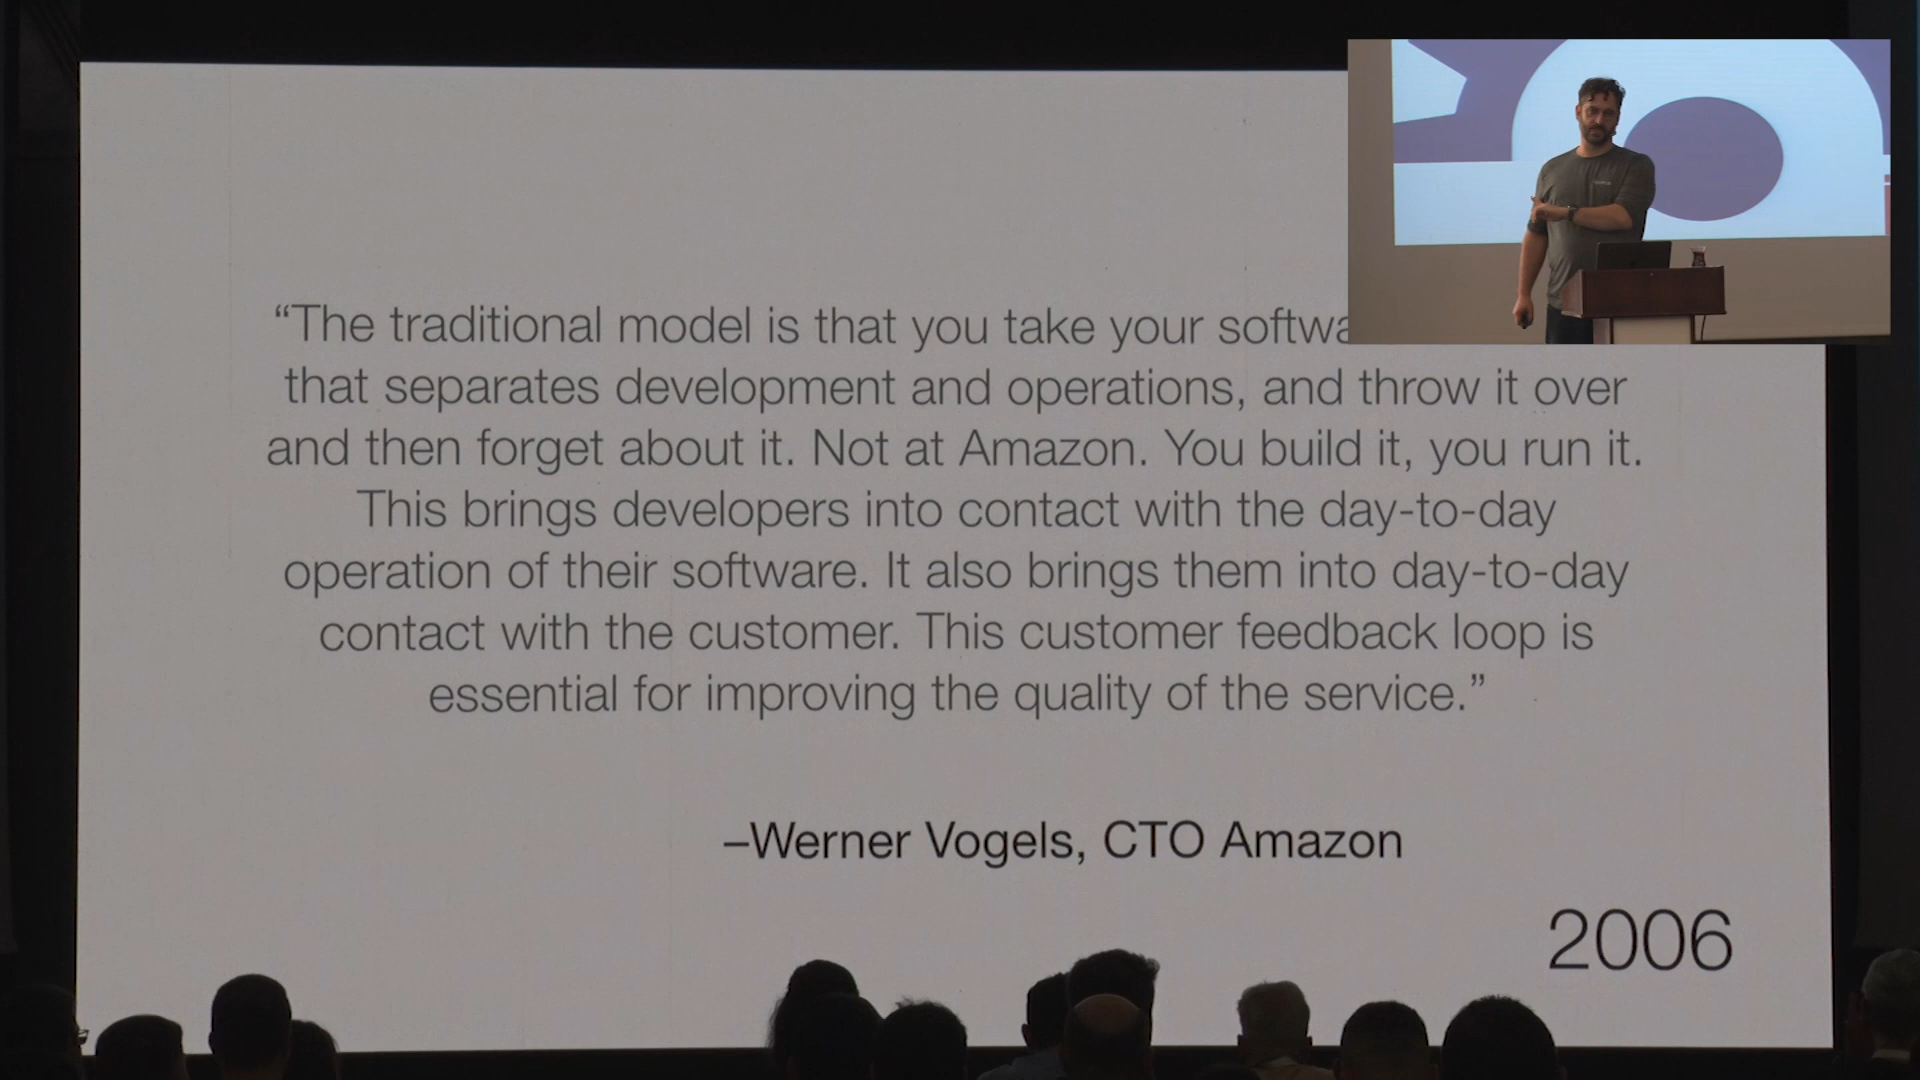 “The traditional model is that you take your softwa
that separates development and operations, and throw it over
and then forget about it. Not at Amazon. You build it, you run it.
This brings developers into contact with the day-to-day
operation of their software. It also brings them into day-to-day
contact with the customer. This customer feedback loop is
essential for improving the quality of the service.”
–Werner Vogels, CTO Amazon
2006